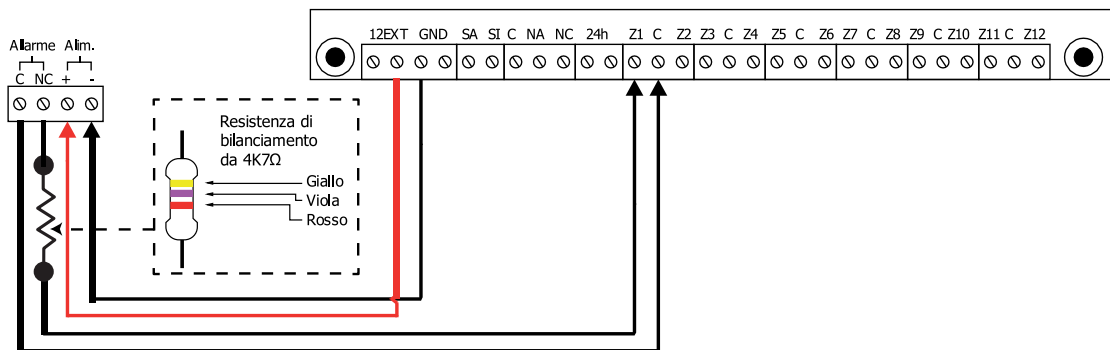 12EXT GND SA SI C NA NC 24h Z1 C Z2 Z3 C Z4 Z5 C Z6 Z7 C Z8 Z9 C Z10 Z11 C Z12
Allarme Alim.
C NC + -
Resistenza di
bilanciamento
da 4K7Ω
Giallo
Viola
Rosso